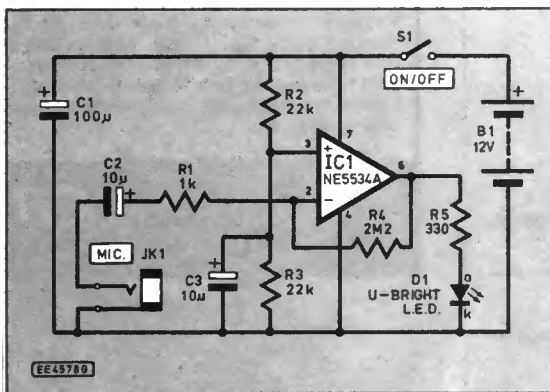 S1
ON/OFF
R2
22k
C1
100µ
+
B1
12V
+
C2
10µ
R1
1k
3
+
7
IC1
NE5534A
6
2
−
4
R4
2M2
R5
330
MIC.
JK1
+
C3
10µ
R3
22k
D1
U-BRIGHT
L.E.D.
a
k
EE4578G